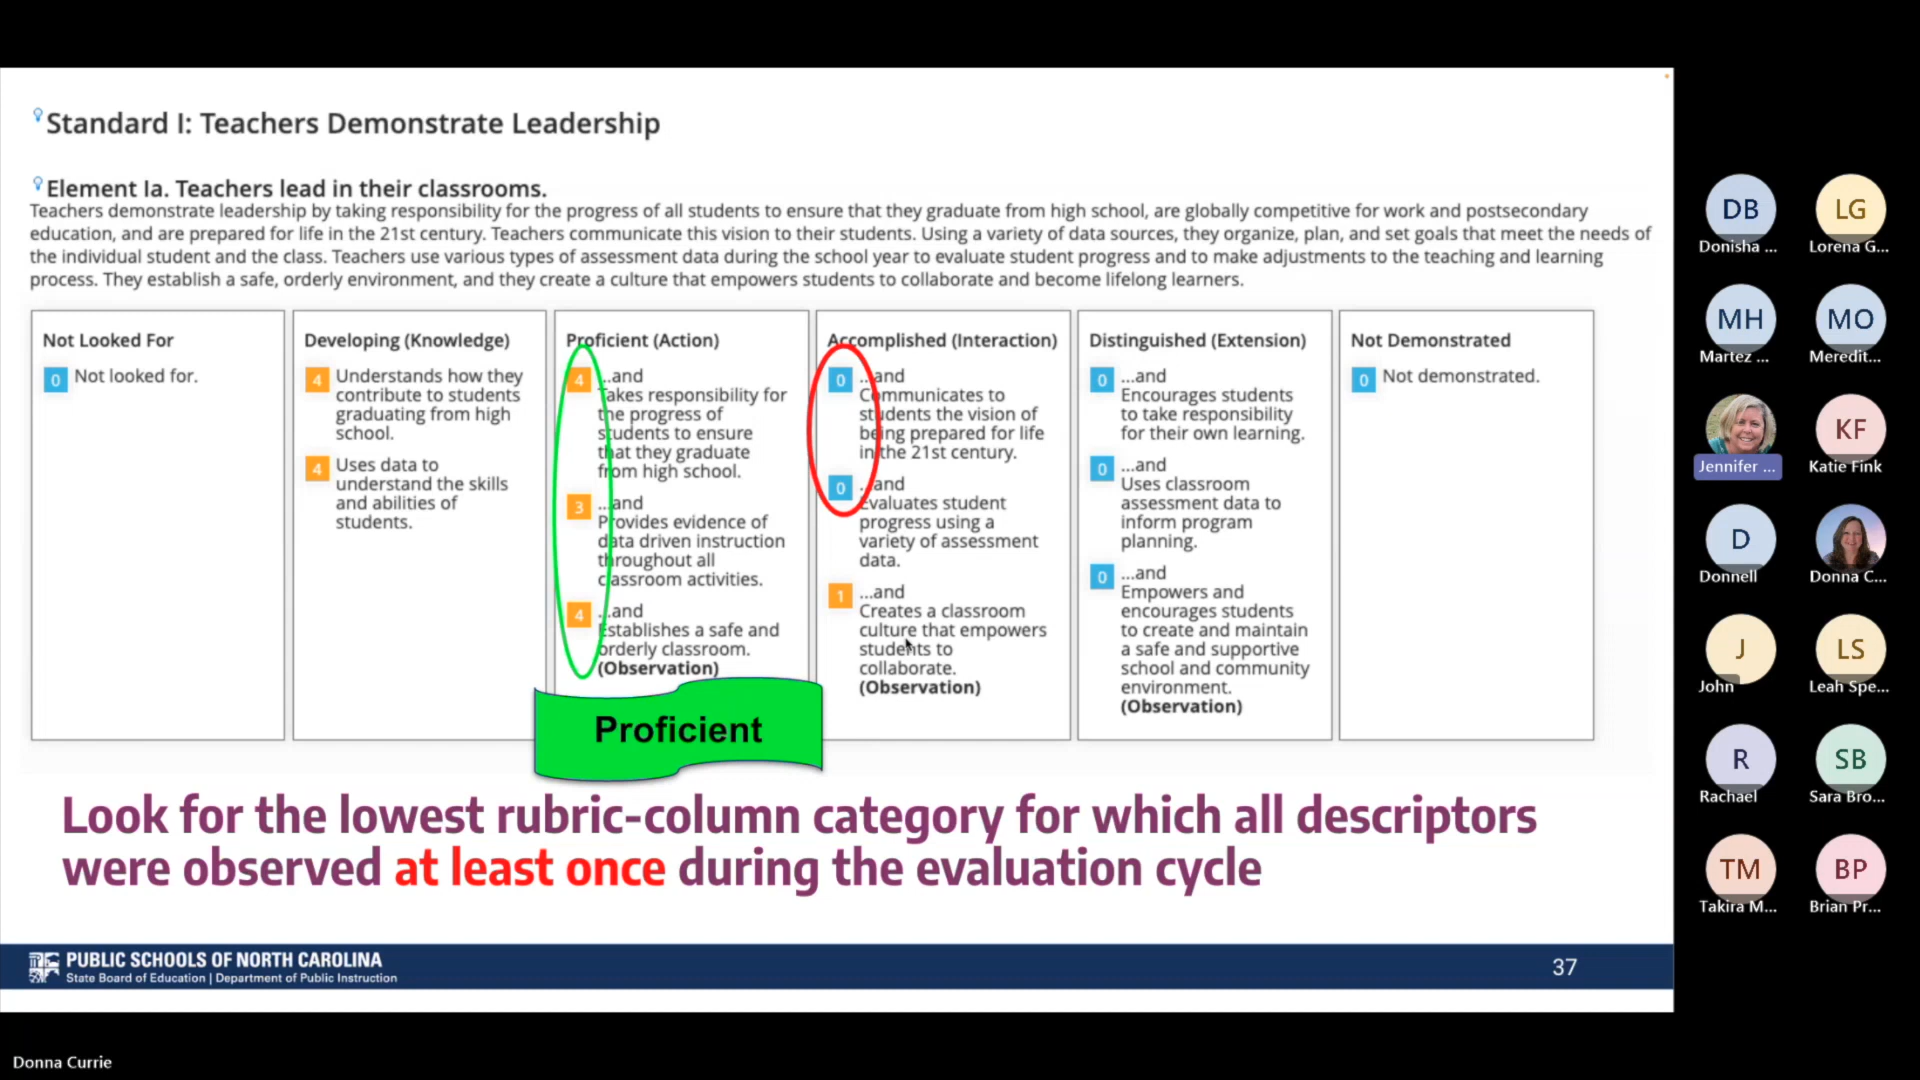 Standard I: Teachers Demonstrate Leadership
Element Ia. Teachers lead in their classrooms.
Teachers demonstrate leadership by taking responsibility for the progress of all students to ensure that they graduate from high school, are globally competitive for work and postsecondary
education, and are prepared for life in the 21st century. Teachers communicate this vision to their students. Using a variety of data sources, they organize, plan, and set goals that meet the needs of
the individual student and the class. Teachers use various types of assessment data during the school year to evaluate student progress and to make adjustments to the teaching and learning
process. They establish a safe, orderly environment, and they create a culture that empowers students to collaborate and become lifelong learners.
Not Looked For
0 Not looked for.
Developing (Knowledge)
4 Understands how they
contribute to students
graduating from high
school.
4 Uses data to
understand the skills
and abilities of
students.
Proficient (Action)
4 ...and
Takes responsibility for
the progress of
students to ensure
that they graduate
from high school.
3 ...and
Provides evidence of
data driven instruction
throughout all
classroom activities.
4 ...and
Establishes a safe and
orderly classroom.
(Observation)
Accomplished (Interaction)
0 ...and
Communicates to
students the vision of
being prepared for life
in the 21st century.
0 ...and
Evaluates student
progress using a
variety of assessment
data.
1 ...and
Creates a classroom
culture that empowers
students to
collaborate.
(Observation)
Distinguished (Extension)
0 ...and
Encourages students
to take responsibility
for their own learning.
0 ...and
Uses classroom
assessment data to
inform program
planning.
0 ...and
Empowers and
encourages students
to create and maintain
a safe and supportive
school and community
environment.
(Observation)
Not Demonstrated
0 Not demonstrated.
Proficient
Look for the lowest rubric-column category for which all descriptors
were observed at least once during the evaluation cycle
PUBLIC SCHOOLS OF NORTH CAROLINA
State Board of Education | Department of Public Instruction
37
DB
Donisha ...
LG
Lorena G...
MH
Martez ...
MO
Meredit...
Jennifer ...
KF
Katie Fink
D
Donnell
Donna C...
J
John
LS
Leah Spe...
R
Rachael
SB
Sara Bro...
TM
Takira M...
BP
Brian Pr...
Donna Currie